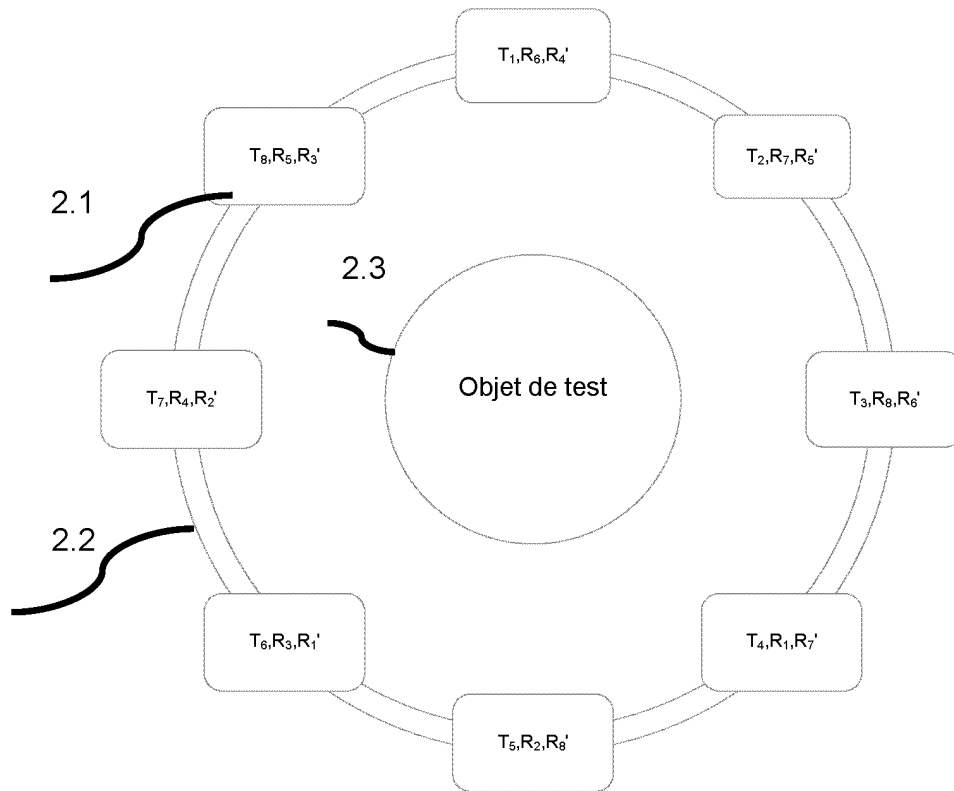 T₁,R₆,R₄'
T₈,R₅,R₃'
T₂,R₇,R₅'
2.1
2.3
Objet de test
T₇,R₄,R₂'
T₃,R₈,R₆'
2.2
T₆,R₃,R₁'
T₄,R₁,R₇'
T₅,R₂,R₈'